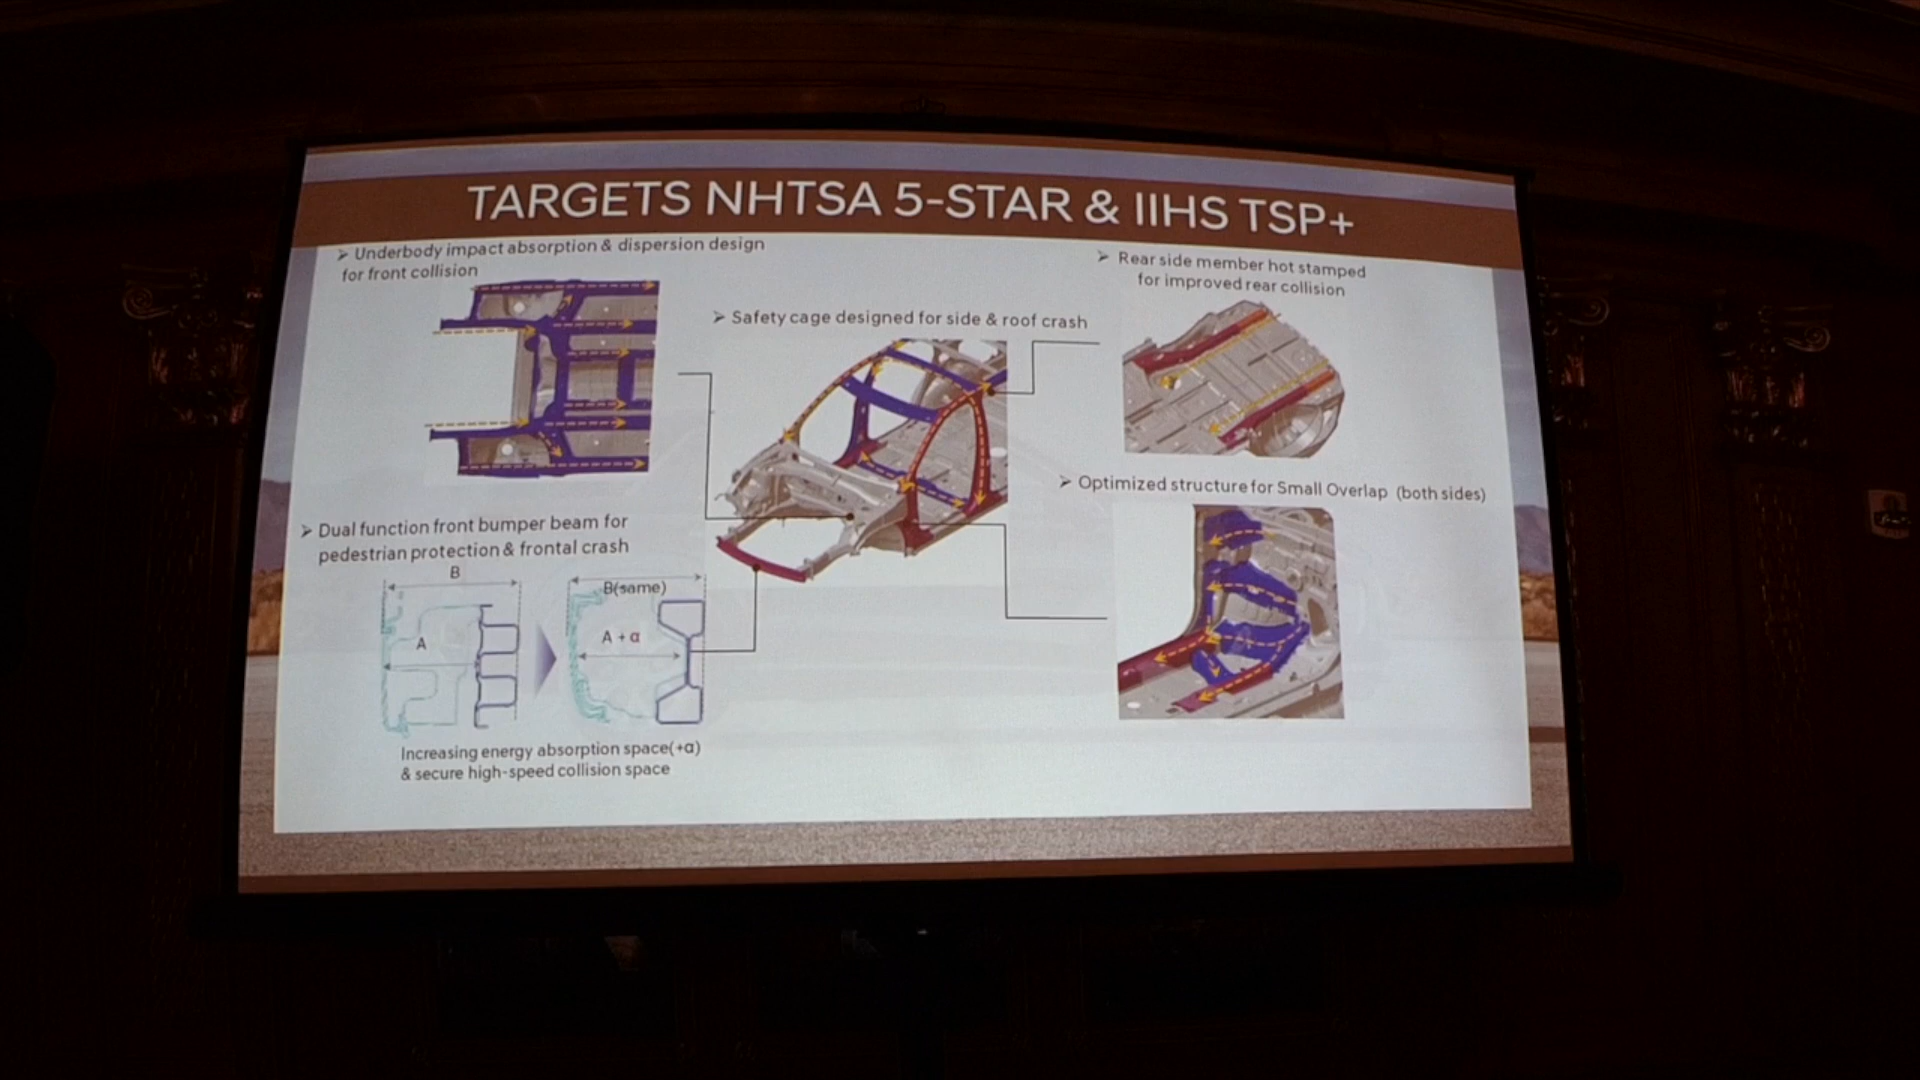 TARGETS NHTSA 5-STAR & IIHS TSP+
➢ Underbody impact absorption & dispersion design
for front collision
➢ Safety cage designed for side & roof crash
➢ Rear side member hot stamped
for improved rear collision
➢ Optimized structure for Small Overlap (both sides)
➢ Dual function front bumper beam for
pedestrian protection & frontal crash
B
A
B(same)
A + α
Increasing energy absorption space(+α)
& secure high-speed collision space